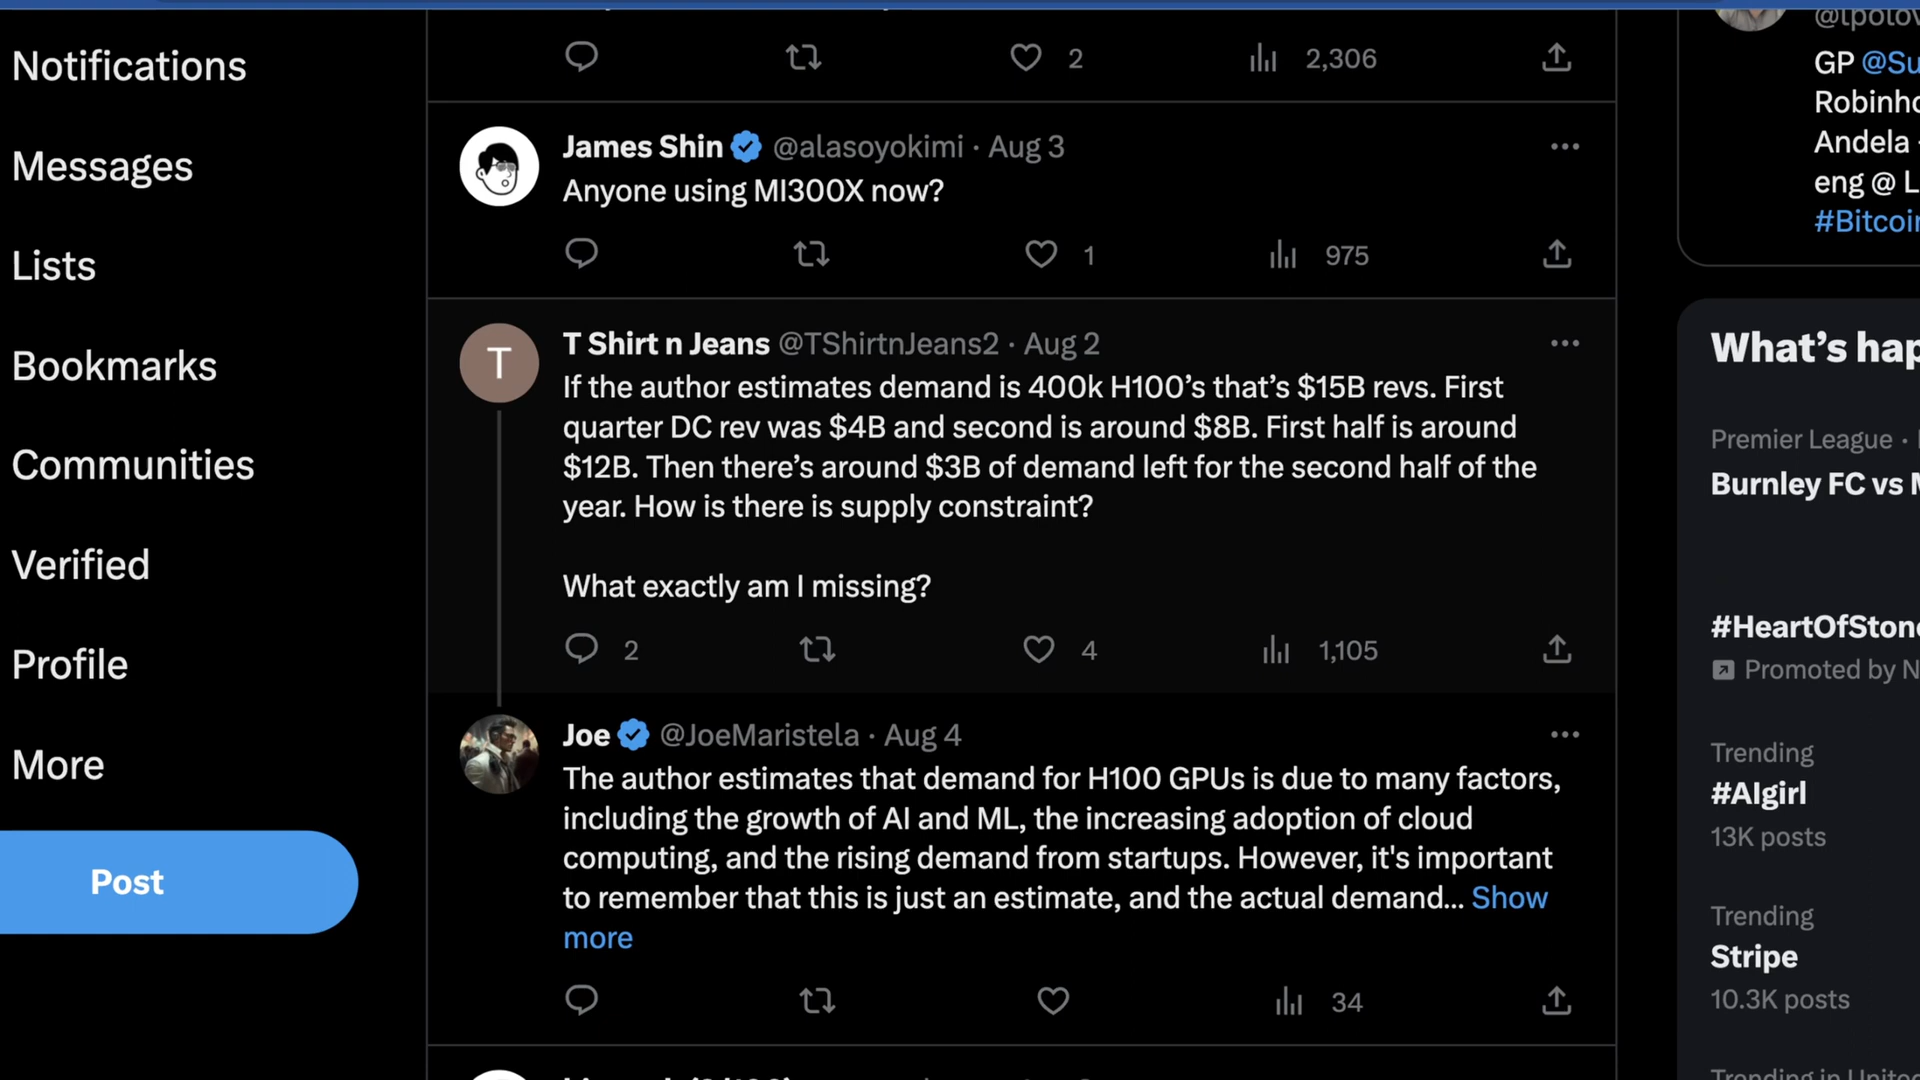 Notifications
Messages
Lists
Bookmarks
Communities
Verified
Profile
More
Post
2
2,306
James Shin @alasoyokimi · Aug 3
Anyone using MI300X now?
1
975
T
T Shirt n Jeans @TShirtnJeans2 · Aug 2
If the author estimates demand is 400k H100’s that’s $15B revs. First
quarter DC rev was $4B and second is around $8B. First half is around
$12B. Then there’s around $3B of demand left for the second half of the
year. How is there is supply constraint?
What exactly am I missing?
2
4
1,105
Joe @JoeMaristela · Aug 4
The author estimates that demand for H100 GPUs is due to many factors,
including the growth of AI and ML, the increasing adoption of cloud
computing, and the rising demand from startups. However, it's important
to remember that this is just an estimate, and the actual demand... Show
more
34
GP @Su
Robinho
Andela
eng @ L
#Bitcoin
What’s hap
Premier League ·
Burnley FC vs M
#HeartOfStone
Promoted by N
Trending
#AIgirl
13K posts
Trending
Stripe
10.3K posts